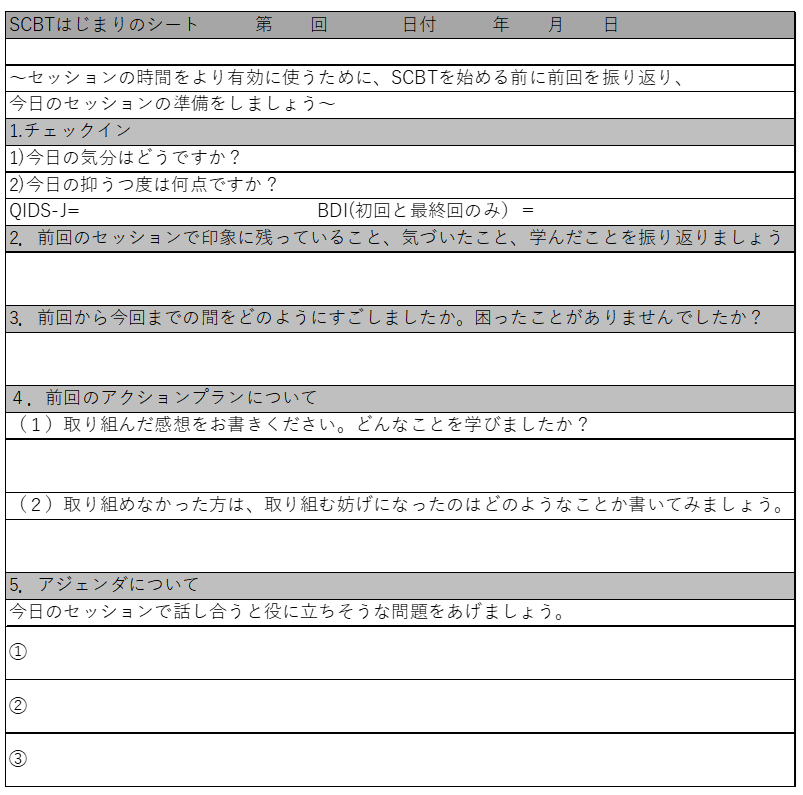 SCBTはじまりのシート　　　第　　回　　　　日付　　　年　　月　　日
～セッションの時間をより有効に使うために、SCBTを始める前に前回を振り返り、
今日のセッションの準備をしましょう～
1.チェックイン
1)今日の気分はどうですか？
2)今日の抑うつ度は何点ですか？
QIDS-J=　　　　　　　　　　　　　BDI(初回と最終回のみ）＝
2．前回のセッションで印象に残っていること、気づいたこと、学んだことを振り返りましょう
3．前回から今回までの間をどのようにすごしましたか。困ったことがありませんでしたか？
４．前回のアクションプランについて
（１）取り組んだ感想をお書きください。どんなことを学びましたか？
（２）取り組めなかった方は、取り組む妨げになったのはどのようなことか書いてみましょう。
5．アジェンダについて
今日のセッションで話し合うと役に立ちそうな問題をあげましょう。
①
②
③